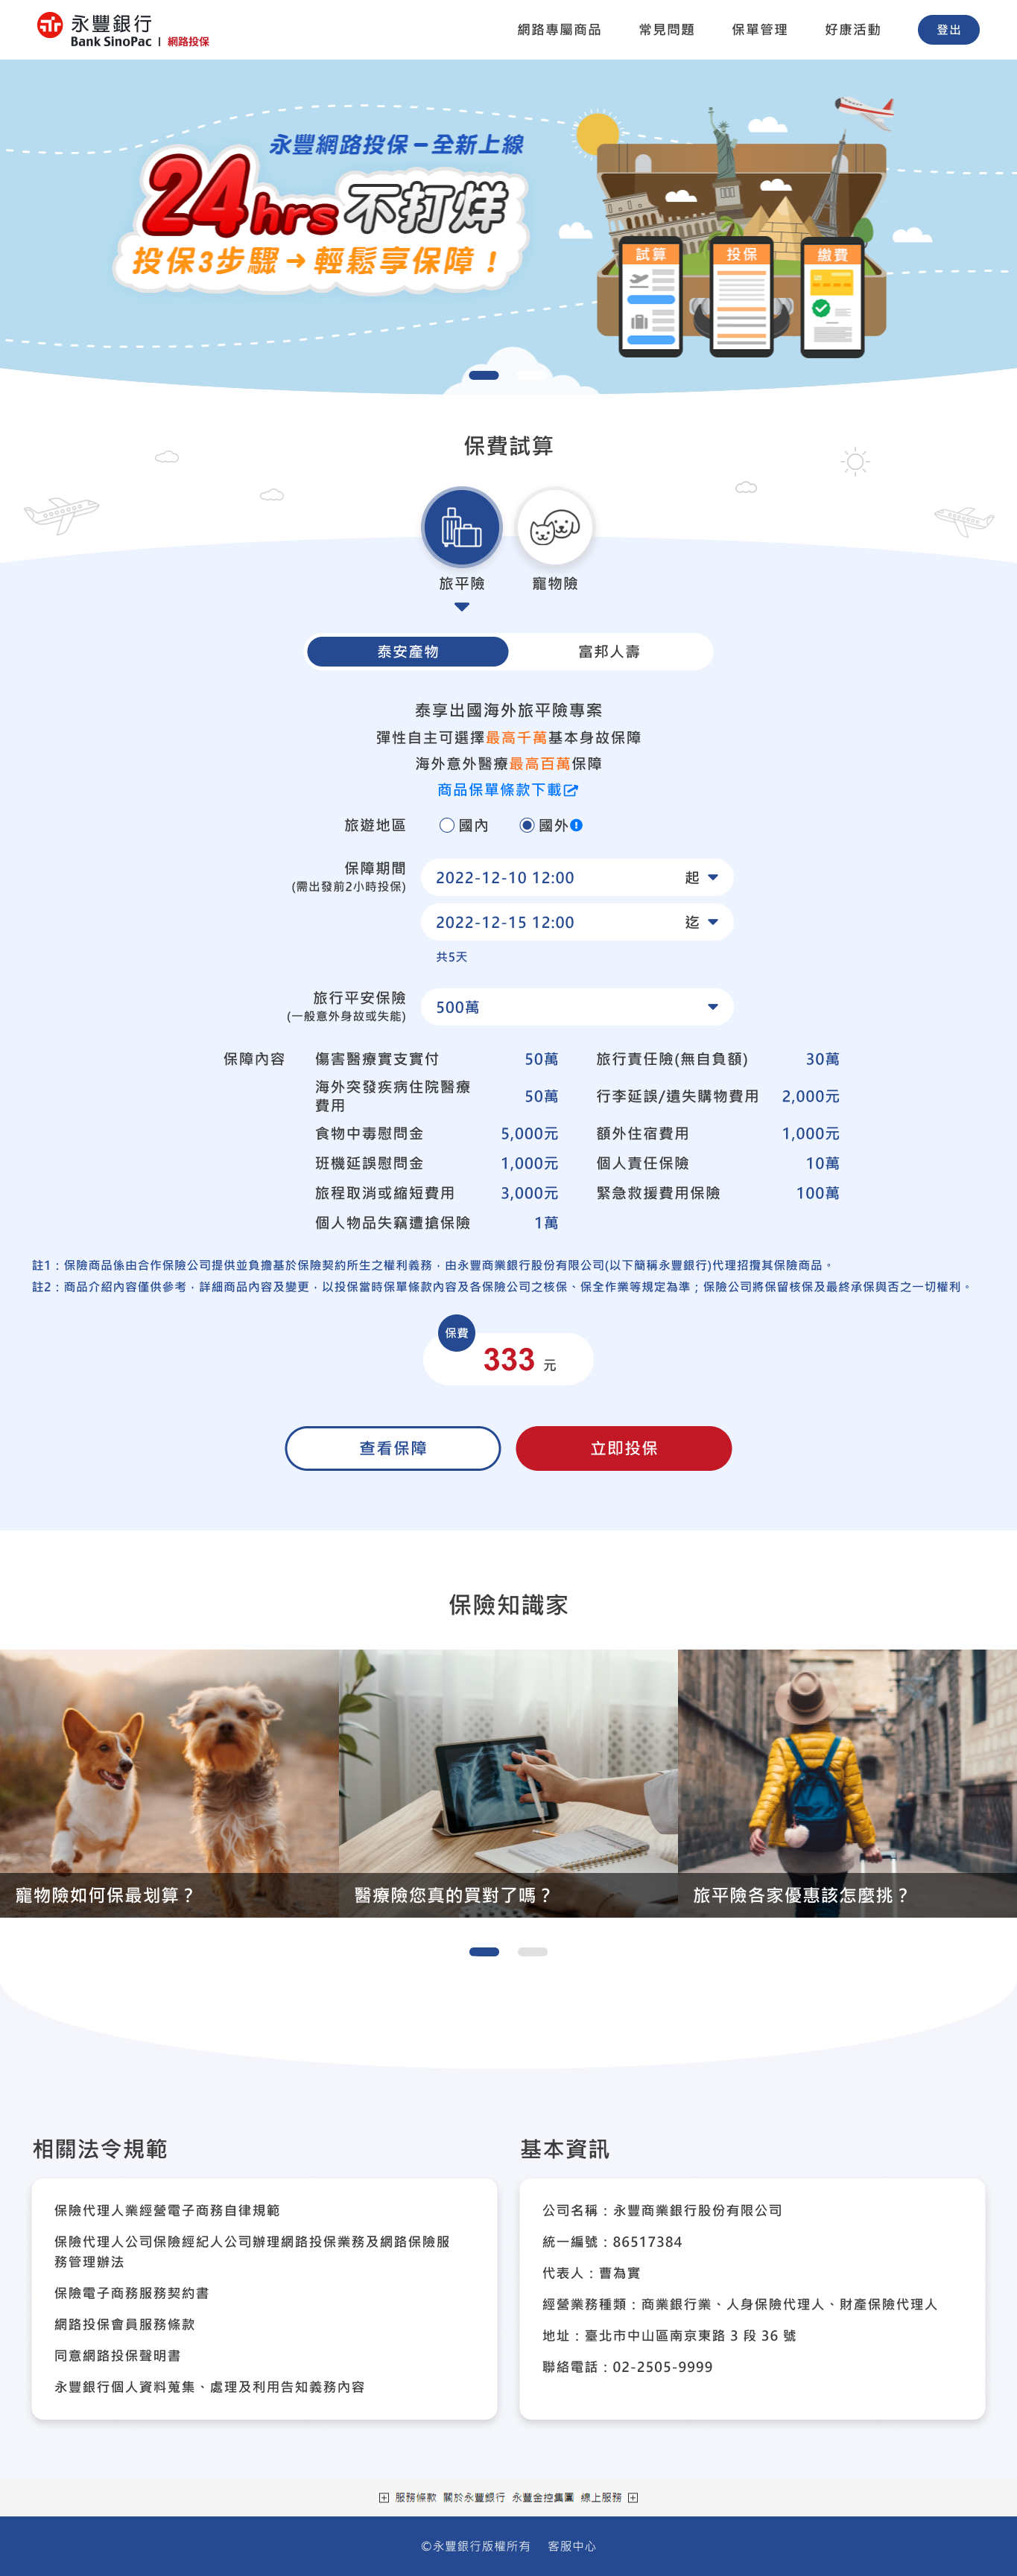 永豐銀行
Bank SinoPac | 網路投保
網路專屬商品 常見問題 保單管理 好康活動 登出
永豐網路投保－全新上線
24hrs不打烊
投保3步驟➜輕鬆享保障！
試算 投保 繳費
保費試算
旅平險 寵物險
泰安產物 富邦人壽
泰享出國海外旅平險專案
彈性自主可選擇最高千萬基本身故保障
海外意外醫療最高百萬保障
商品保單條款下載
旅遊地區 國內 國外
保障期間
(需出發前2小時投保)
2022-12-10 12:00 起
2022-12-15 12:00 迄
共5天
旅行平安保險
(一般意外身故或失能)
500萬
保障內容 傷害醫療實支實付 50萬 旅行責任險(無自負額) 30萬
海外突發疾病住院醫療
費用 50萬 行李延誤/遺失購物費用 2,000元
食物中毒慰問金 5,000元 額外住宿費用 1,000元
班機延誤慰問金 1,000元 個人責任保險 10萬
旅程取消或縮短費用 3,000元 緊急救援費用保險 100萬
個人物品失竊遭搶保險 1萬
註1：保險商品係由合作保險公司提供並負擔基於保險契約所生之權利義務，由永豐商業銀行股份有限公司(以下簡稱永豐銀行)代理招攬其保險商品。
註2：商品介紹內容僅供參考，詳細商品內容及變更，以投保當時保單條款內容及各保險公司之核保、保全作業等規定為準；保險公司將保留核保及最終承保與否之一切權利。
保費
333 元
查看保障 立即投保
保險知識家
寵物險如何保最划算？ 醫療險您真的買對了嗎？ 旅平險各家優惠該怎麼挑？
相關法令規範
保險代理人業經營電子商務自律規範
保險代理人公司保險經紀人公司辦理網路投保業務及網路保險服
務管理辦法
保險電子商務服務契約書
網路投保會員服務條款
同意網路投保聲明書
永豐銀行個人資料蒐集、處理及利用告知義務內容
基本資訊
公司名稱：永豐商業銀行股份有限公司
統一編號：86517384
代表人：曹為實
經營業務種類：商業銀行業、人身保險代理人、財產保險代理人
地址：臺北市中山區南京東路 3 段 36 號
聯絡電話：02-2505-9999
服務條款 關於永豐銀行 永豐金控集團 線上服務
©永豐銀行版權所有 客服中心